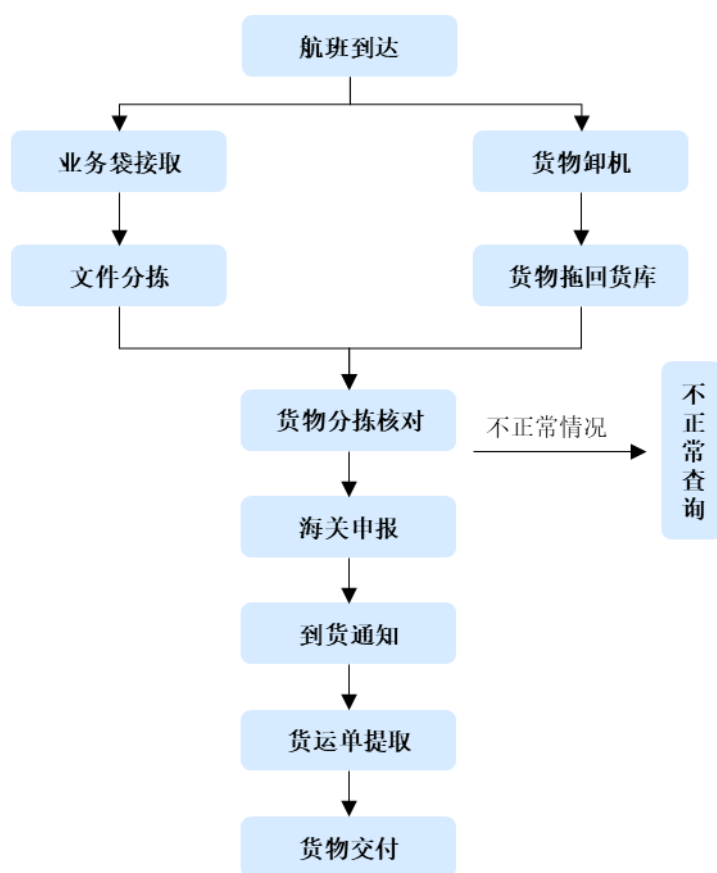 航班到达
业务袋接取
货物卸机
文件分拣
货物拖回货库
货物分拣核对
不正常情况
不正常查询
海关申报
到货通知
货运单提取
货物交付